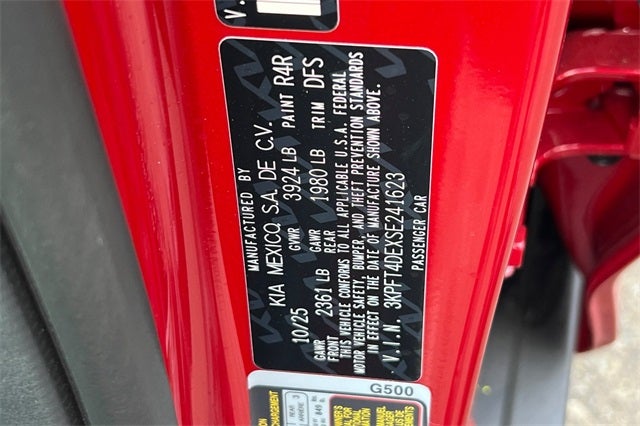 MANUFACTURED BY
KIA MEXICO, S.A. DE C.V.
10/25 GVWR 3924 LB PAINT R4R
GAWR FRONT 2361 LB GAWR REAR 1980 LB TRIM DFS
THIS VEHICLE CONFORMS TO ALL APPLICABLE U.S.A. FEDERAL
MOTOR VEHICLE SAFETY, BUMPER, AND THEFT PREVENTION STANDARDS
IN EFFECT ON THE DATE OF MANUFACTURE SHOWN ABOVE.
V.I.N. 3KPFT4DEXSE241623
PASSENGER CAR
G500
REAR